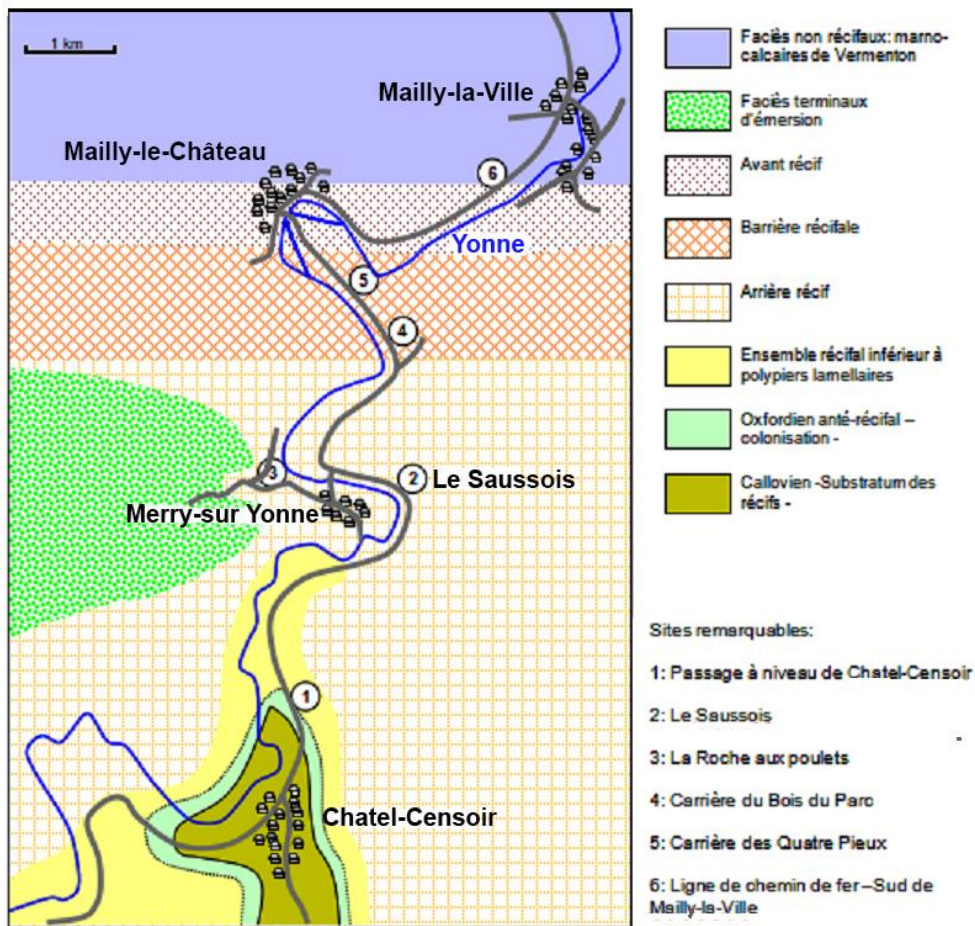 1 km
Mailly-la-Ville
Mailly-le-Château
6
Yonne
5
4
3
2
Le Saussois
Merry-sur Yonne
1
Chatel-Censoir
Faciès non récifaux: marno-
calcaires de Vermenton
Faciès terminaux
d'émersion
Avant récif
Barrière récifale
Arrière récif
Ensemble récifal inférieur à
polypiers lamellaires
Oxfordien anté-récifal –
colonisation -
Callovien -Substratum des
récifs -
Sites remarquables:
1: Passage à niveau de Chatel-Censoir
2: Le Saussois
3: La Roche aux poulets
4: Carrière du Bois du Parc
5: Carrière des Quatre Pieux
6: Ligne de chemin de fer –Sud de
Mailly-la-Ville